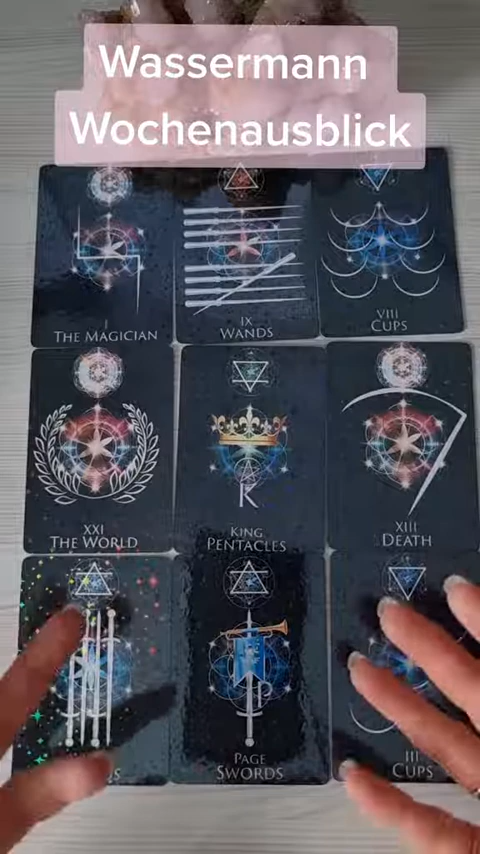 Wassermann
Wochenausblick
I
THE MAGICIAN
IX
WANDS
VIII
CUPS
XXI
THE WORLD
KING
PENTACLES
XIII
DEATH
K
PAGE
SWORDS
III
CUPS